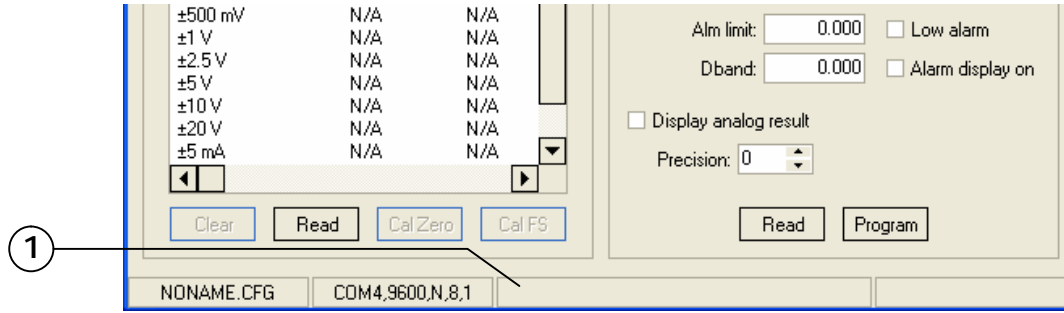 ±500 mV N/A N/A
±1 V N/A N/A
±2.5 V N/A N/A
±5 V N/A N/A
±10 V N/A N/A
±20 V N/A N/A
±5 mA N/A N/A
Clear Read Cal Zero Cal FS
Alm limit: 0.000 Low alarm
Dband: 0.000 Alarm display on
Display analog result
Precision: 0
Read Program
1
NONAME.CFG COM4,9600,N,8,1